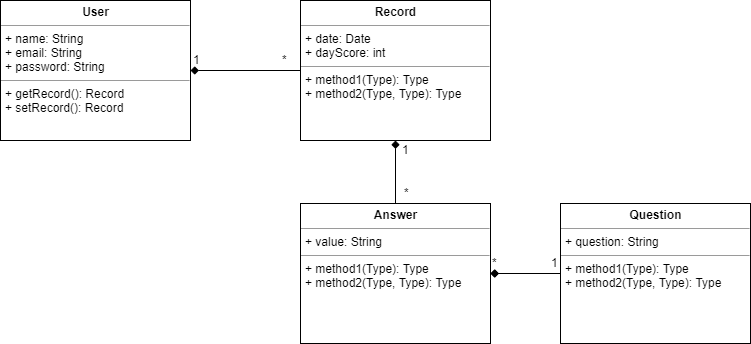 User
+ name: String
+ email: String
+ password: String
+ getRecord(): Record
+ setRecord(): Record
1
*
Record
+ date: Date
+ dayScore: int
+ method1(Type): Type
+ method2(Type, Type): Type
1
*
Answer
+ value: String
+ method1(Type): Type
+ method2(Type, Type): Type
*
1
Question
+ question: String
+ method1(Type): Type
+ method2(Type, Type): Type